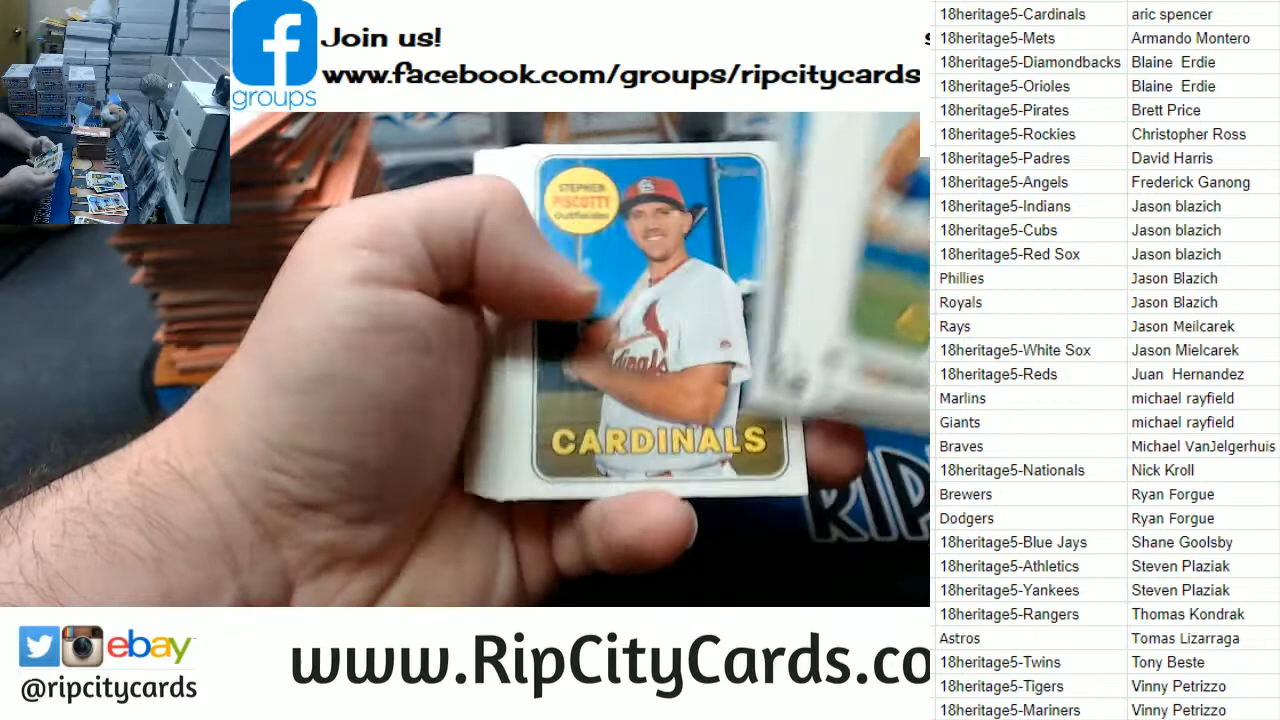 Join us!
www.facebook.com/groups/ripcitycards
groups
STEPHEN
PISCOTTY
Outfielder
Cardinals
CARDINALS
RIP
ebay
@ripcitycards
www.RipCityCards.co
18heritage5-Cardinals aric spencer
18heritage5-Mets Armando Montero
18heritage5-Diamondbacks Blaine Erdie
18heritage5-Orioles Blaine Erdie
18heritage5-Pirates Brett Price
18heritage5-Rockies Christopher Ross
18heritage5-Padres David Harris
18heritage5-Angels Frederick Ganong
18heritage5-Indians Jason blazich
18heritage5-Cubs Jason blazich
18heritage5-Red Sox Jason blazich
Phillies Jason Blazich
Royals Jason Blazich
Rays Jason Meilcarek
18heritage5-White Sox Jason Mielcarek
18heritage5-Reds Juan Hernandez
Marlins michael rayfield
Giants michael rayfield
Braves Michael VanJelgerhuis
18heritage5-Nationals Nick Kroll
Brewers Ryan Forgue
Dodgers Ryan Forgue
18heritage5-Blue Jays Shane Goolsby
18heritage5-Athletics Steven Plaziak
18heritage5-Yankees Steven Plaziak
18heritage5-Rangers Thomas Kondrak
Astros Tomas Lizarraga
18heritage5-Twins Tony Beste
18heritage5-Tigers Vinny Petrizzo
18heritage5-Mariners Vinny Petrizzo